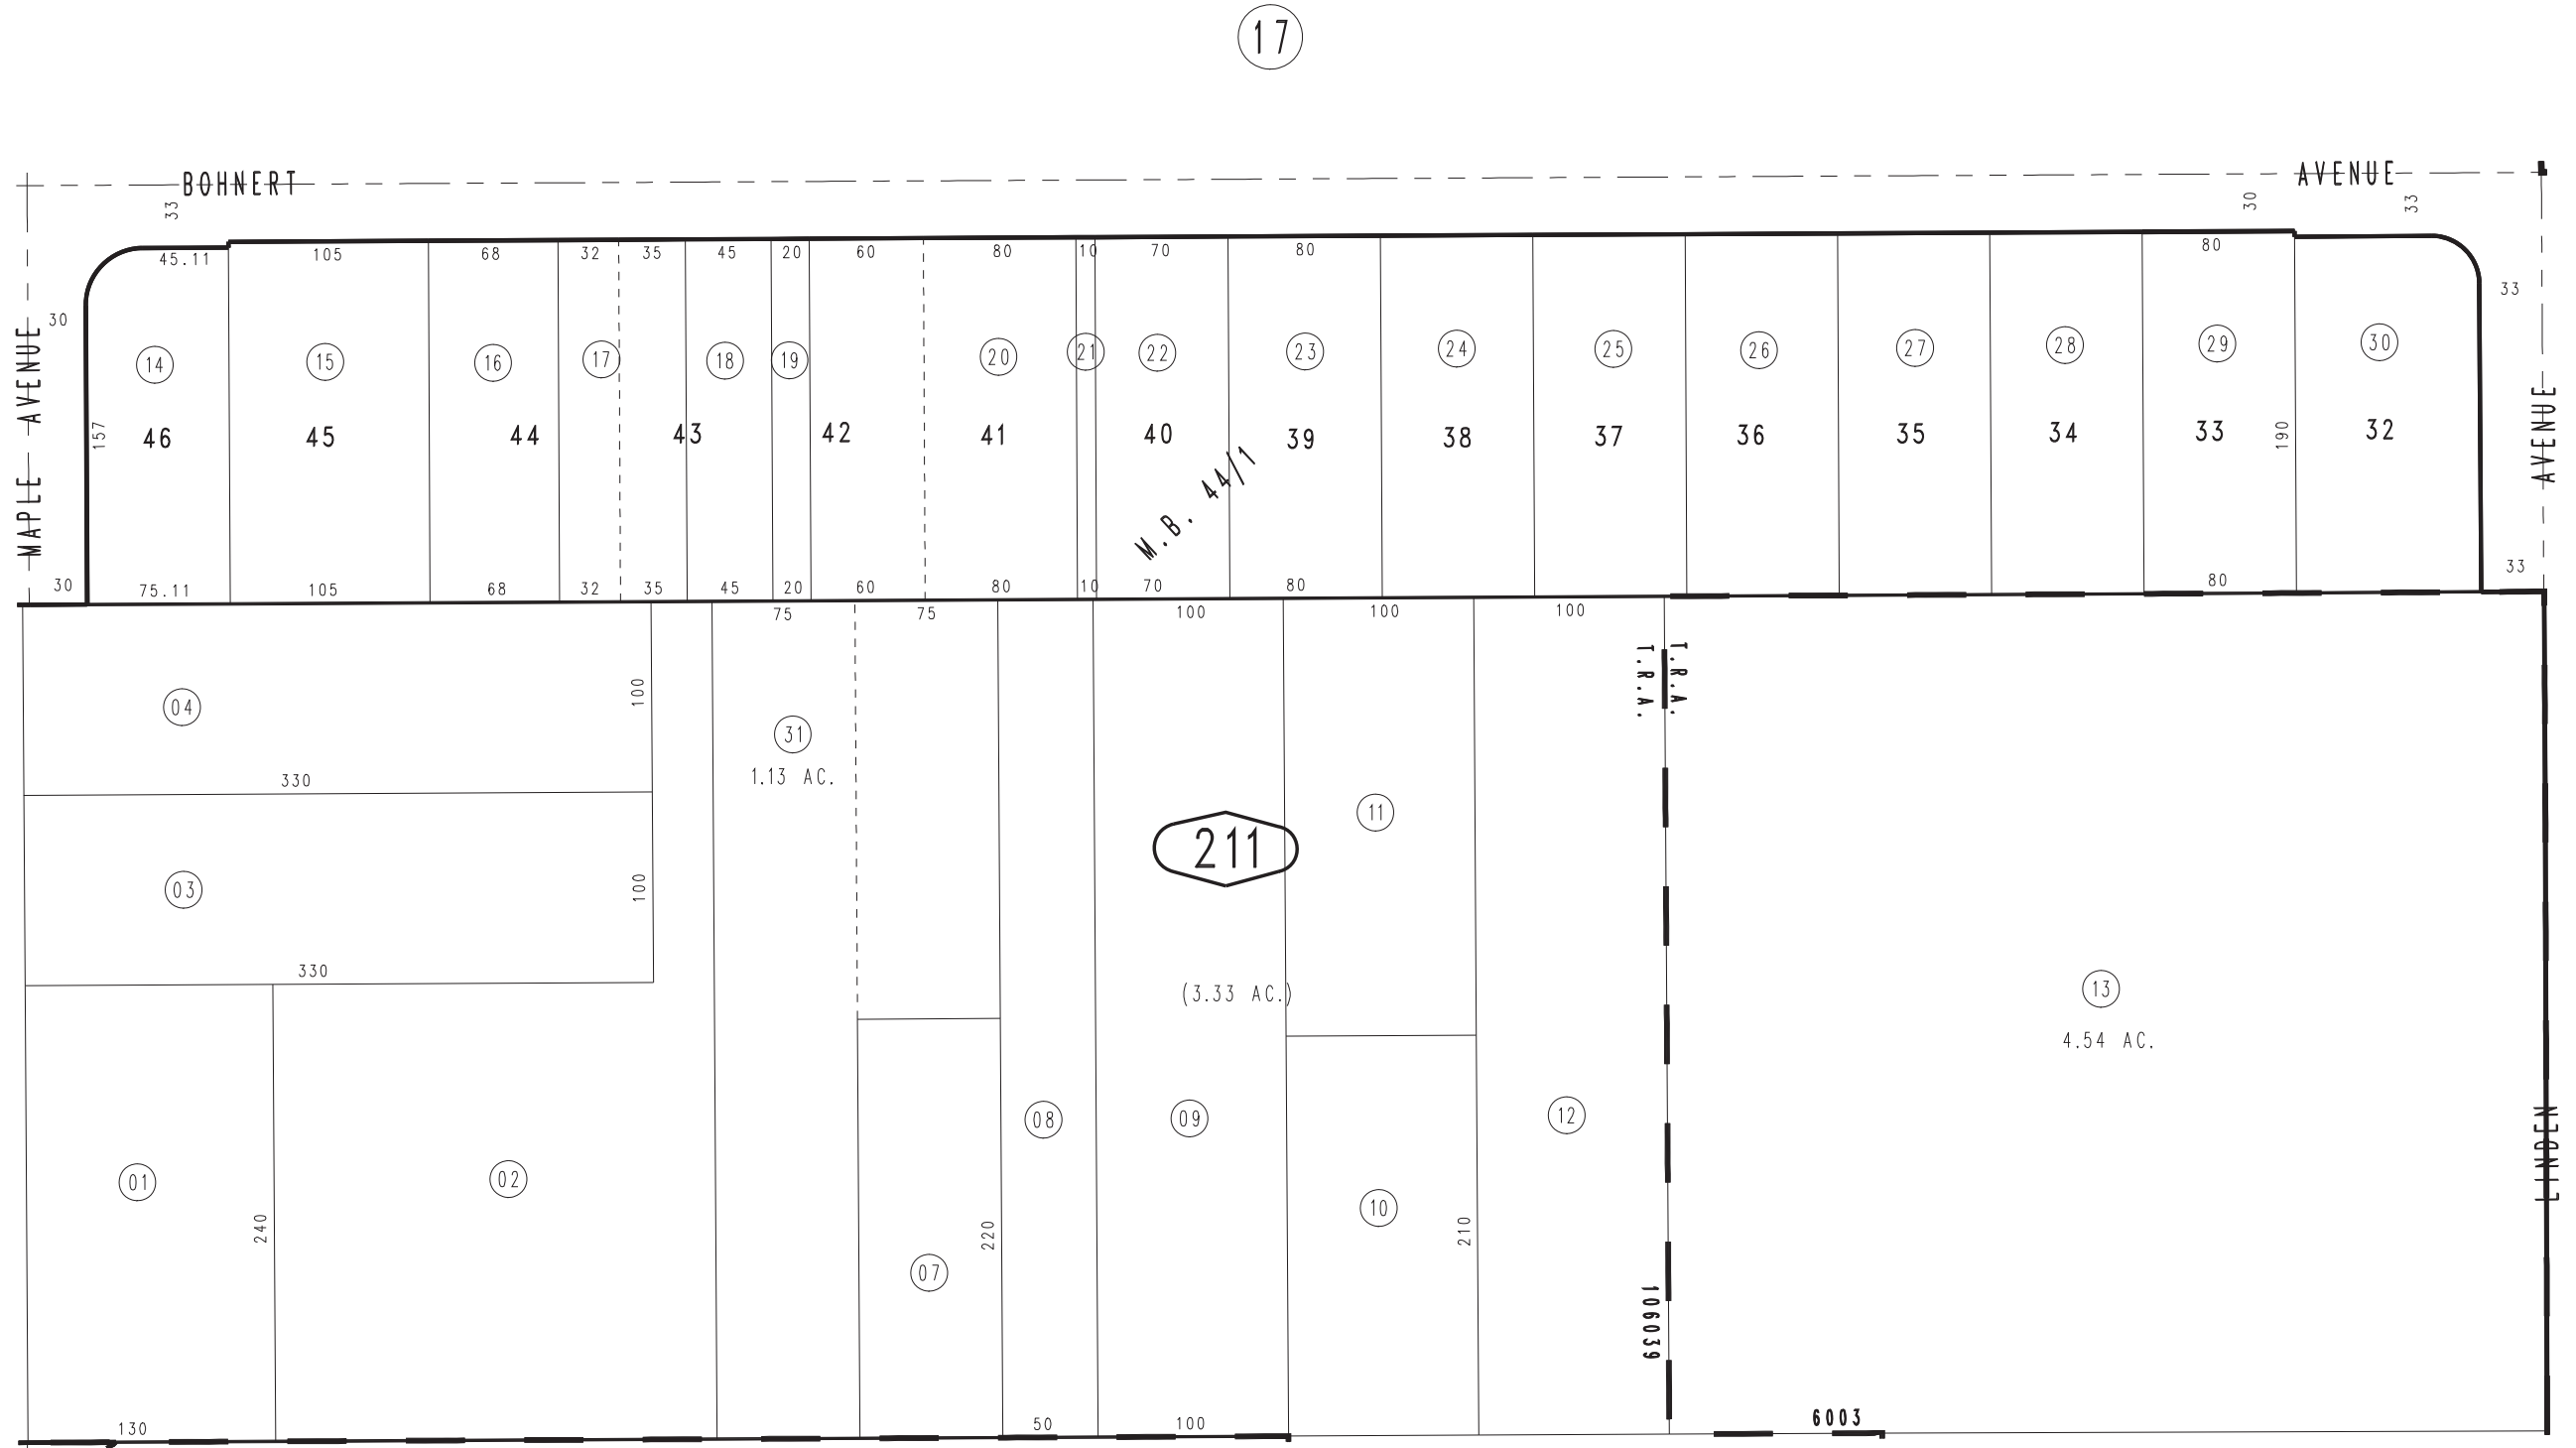 17
BOHNERT AVENUE
33 30 33
45.11 105 68 32 35 45 20 60 80 10 70 80 80
30 33
14 15 16 17 18 19 20 21 22 23 24 25 26 27 28 29 30
MAPLE AVENUE
AVENUE
157 190
46 45 44 43 42 41 40 39 38 37 36 35 34 33 32
M.B. 44/1
30 75.11 105 68 32 35 45 20 60 80 10 70 80 80 33
75 75 100 100 100
T.R.A. T.R.A.
04 100
31
1.13 AC.
330
11
211
03 100
330
(3.33 AC.)
13
4.54 AC.
08 09 12
LINDEN
01 02
240 220 10 210
07
106039
130 50 100 6003